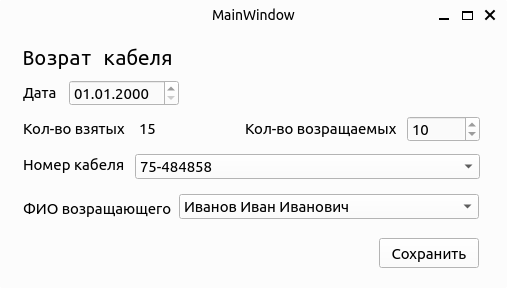 MainWindow
Возрат кабеля
Дата 01.01.2000
Кол-во взятых 15 Кол-во возращаемых 10
Номер кабеля 75-484858
ФИО возращающего Иванов Иван Иванович
Сохранить